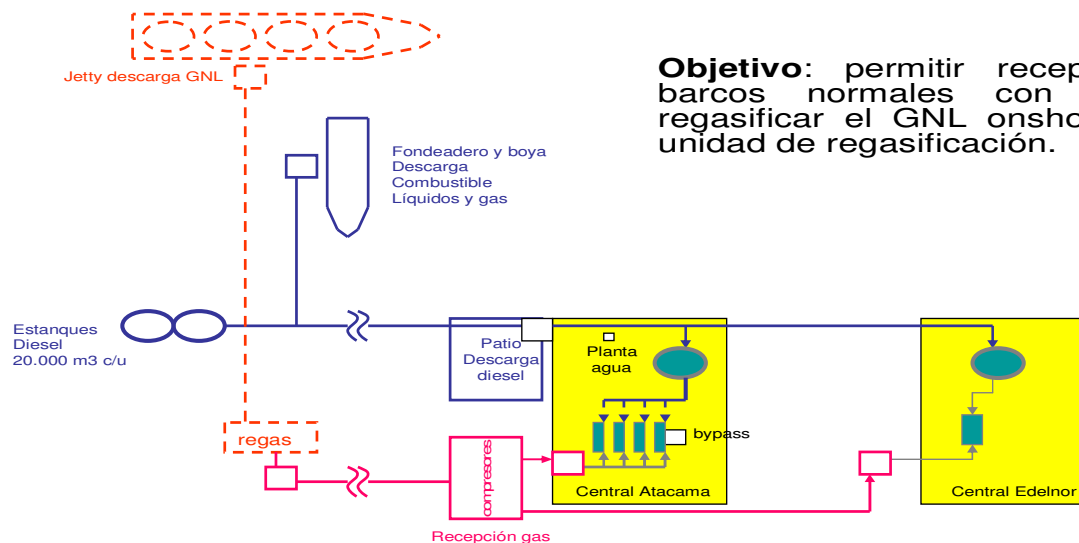 Jetty descarga GNL
Objetivo: permitir
barcos normales con
regasificar el GNL
unidad de regasificación.
Fondeadero y boya
Descarga
Combustible
Líquidos y gas
Estanques
Diesel
20.000 m3 c/u
Patio
Descarga
diesel
Planta
agua
bypass
regas
compresores
Central Atacama
Central Edelnor
Recepción gas